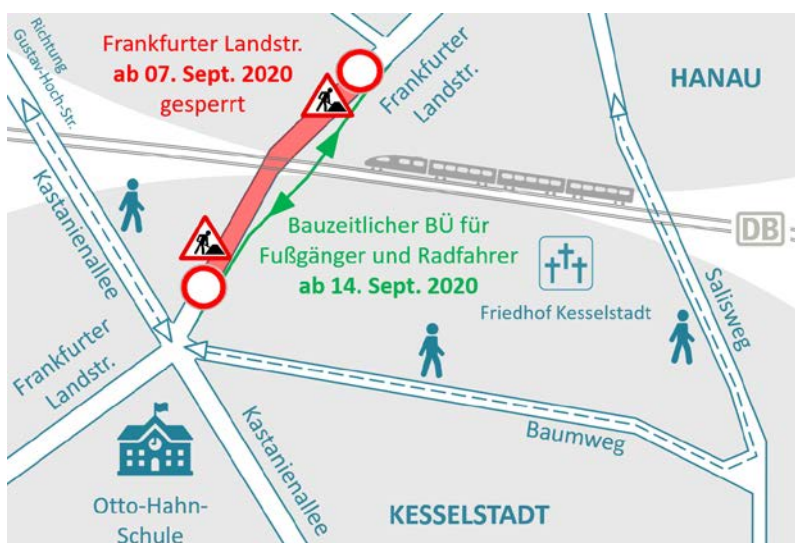 Frankfurter Landstr.
ab 07. Sept. 2020
gesperrt
Richtung
Gustav-Hoch-Str.
Frankfurter
Landstr.
HANAU
Kastanienallee
DB
Bauzeitlicher BÜ für
Fußgänger und Radfahrer
ab 14. Sept. 2020
Friedhof Kesselstadt
Salisweg
Frankfurter
Landstr.
Baumweg
Kastanienallee
Otto-Hahn-
Schule
KESSELSTADT